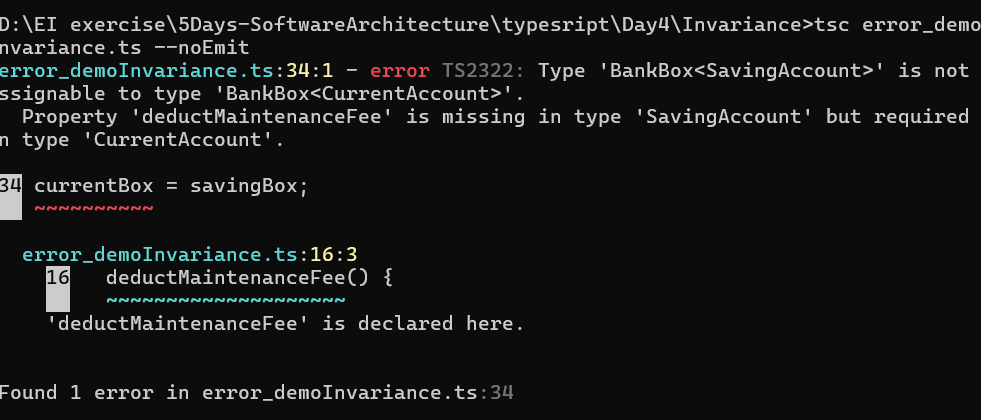 D:\EI exercise\5Days-SoftwareArchitecture\typesript\Day4\Invariance>tsc error_demo
nvariance.ts --noEmit
error_demoInvariance.ts:34:1 - error TS2322: Type 'BankBox<SavingAccount>' is not
ssignable to type 'BankBox<CurrentAccount>'.
  Property 'deductMaintenanceFee' is missing in type 'SavingAccount' but required
n type 'CurrentAccount'.
34 currentBox = savingBox;
   ~~~~~~~~~~
  error_demoInvariance.ts:16:3
    16   deductMaintenanceFee() {
         ~~~~~~~~~~~~~~~~~~~~
    'deductMaintenanceFee' is declared here.
Found 1 error in error_demoInvariance.ts:34